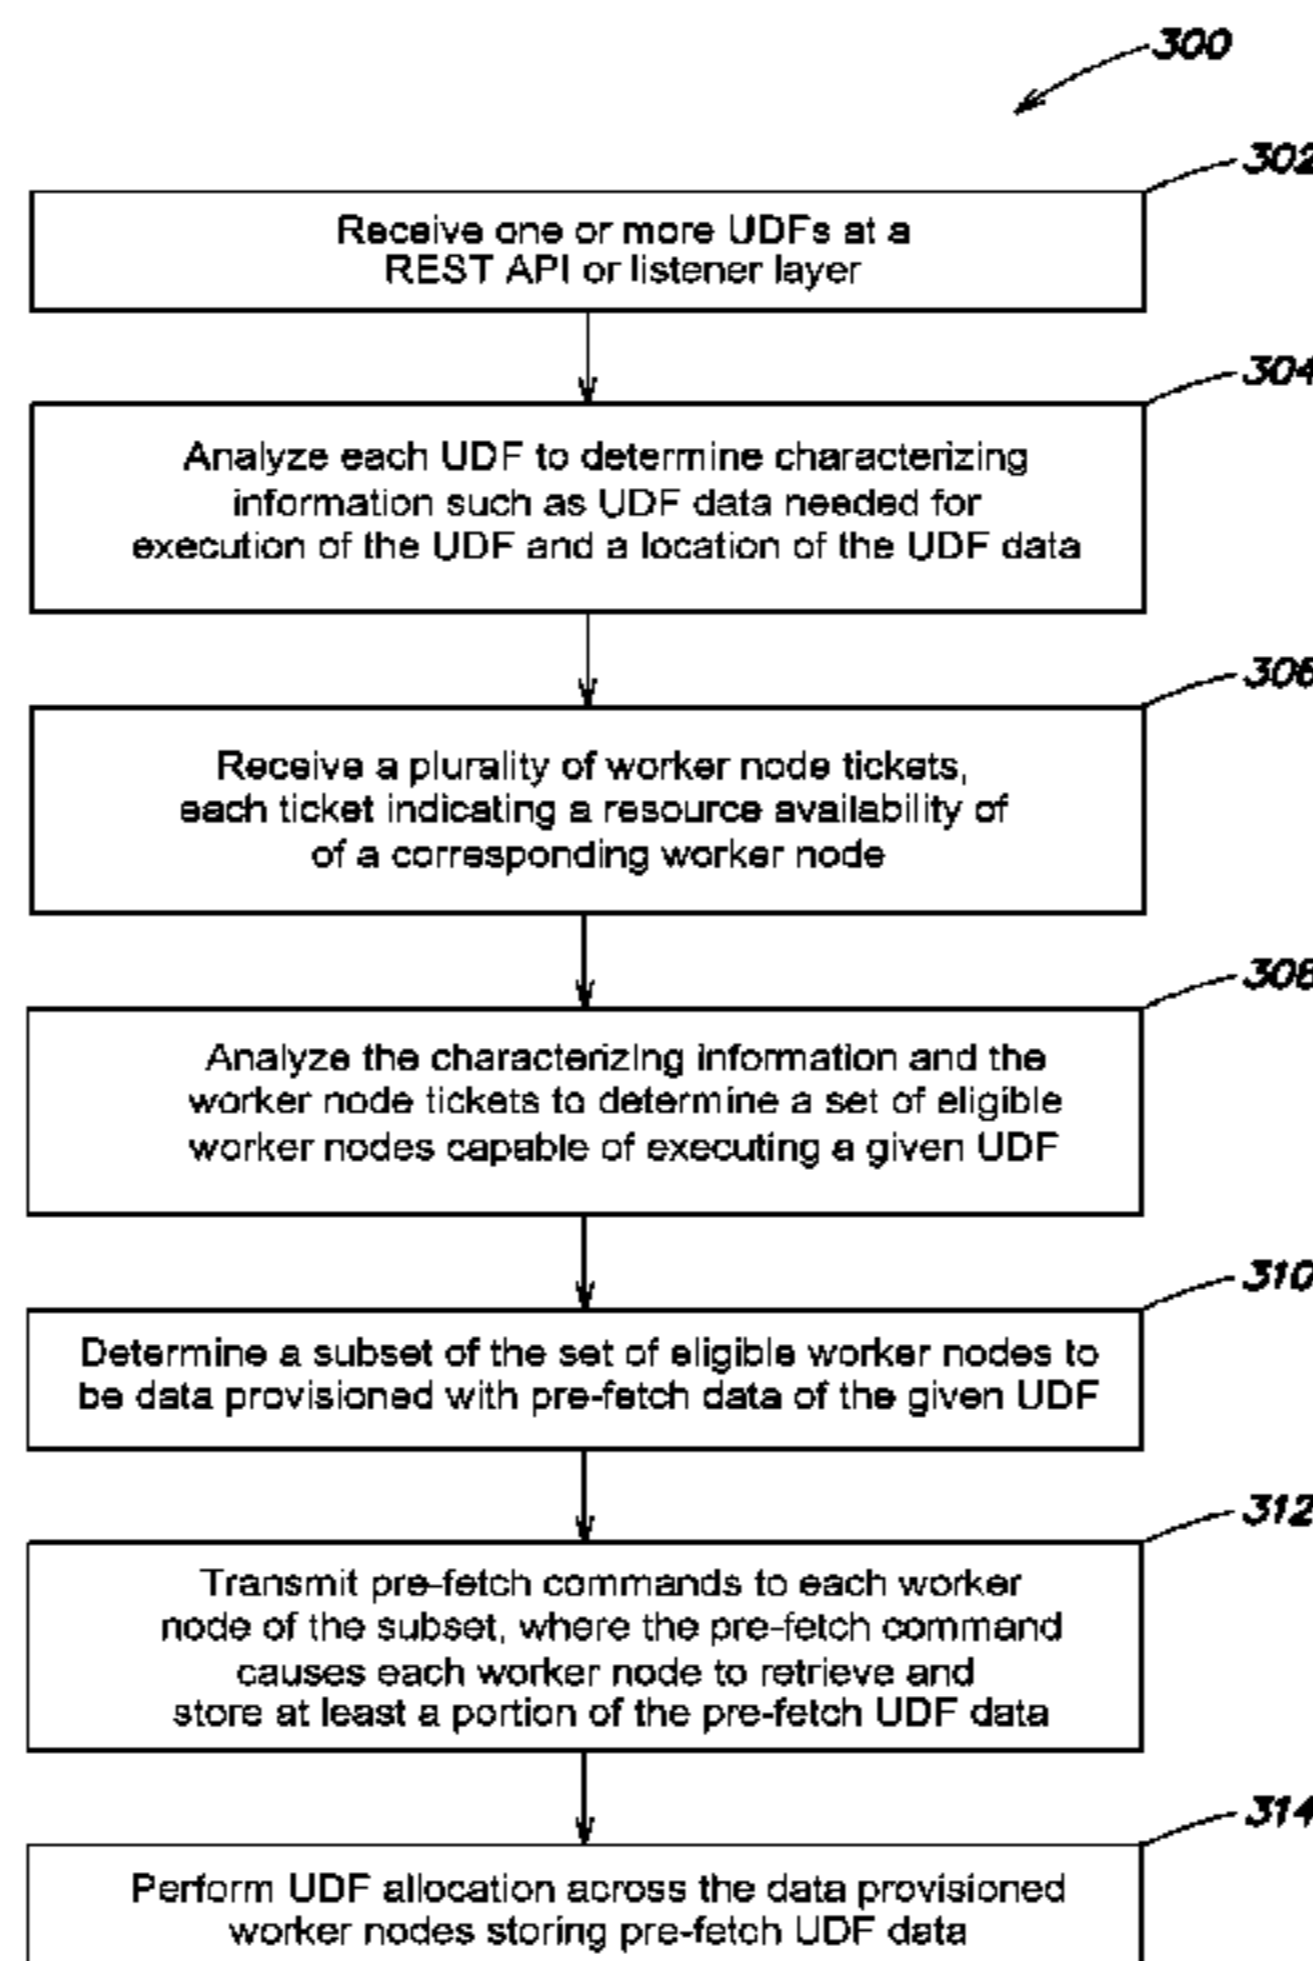 300
302
Receive one or more UDFs at a
REST API or listener layer
304
Analyze each UDF to determine characterizing
information such as UDF data needed for
execution of the UDF and a location of the UDF data
306
Receive a plurality of worker node tickets,
each ticket indicating a resource availability of
of a corresponding worker node
308
Analyze the characterizing information and the
worker node tickets to determine a set of eligible
worker nodes capable of executing a given UDF
310
Determine a subset of the set of eligible worker nodes to
be data provisioned with pre-fetch data of the given UDF
312
Transmit pre-fetch commands to each worker
node of the subset, where the pre-fetch command
causes each worker node to retrieve and
store at least a portion of the pre-fetch UDF data
314
Perform UDF allocation across the data provisioned
worker nodes storing pre-fetch UDF data